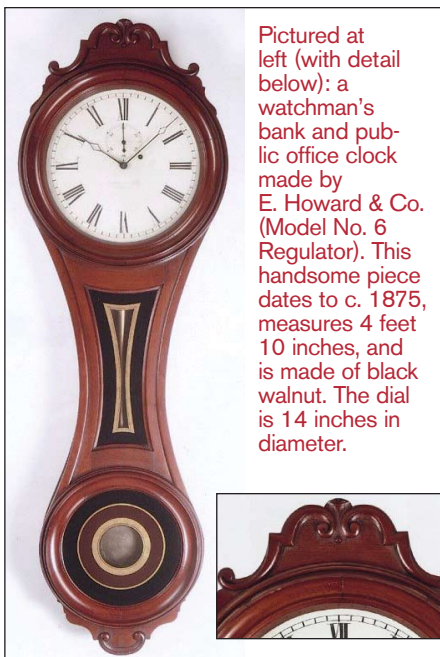 Pictured at
left (with detail
below): a
watchman's
bank and pub-
lic office clock
made by
E. Howard & Co.
(Model No. 6
Regulator). This
handsome piece
dates to c. 1875,
measures 4 feet
10 inches, and
is made of black
walnut. The dial
is 14 inches in
diameter.